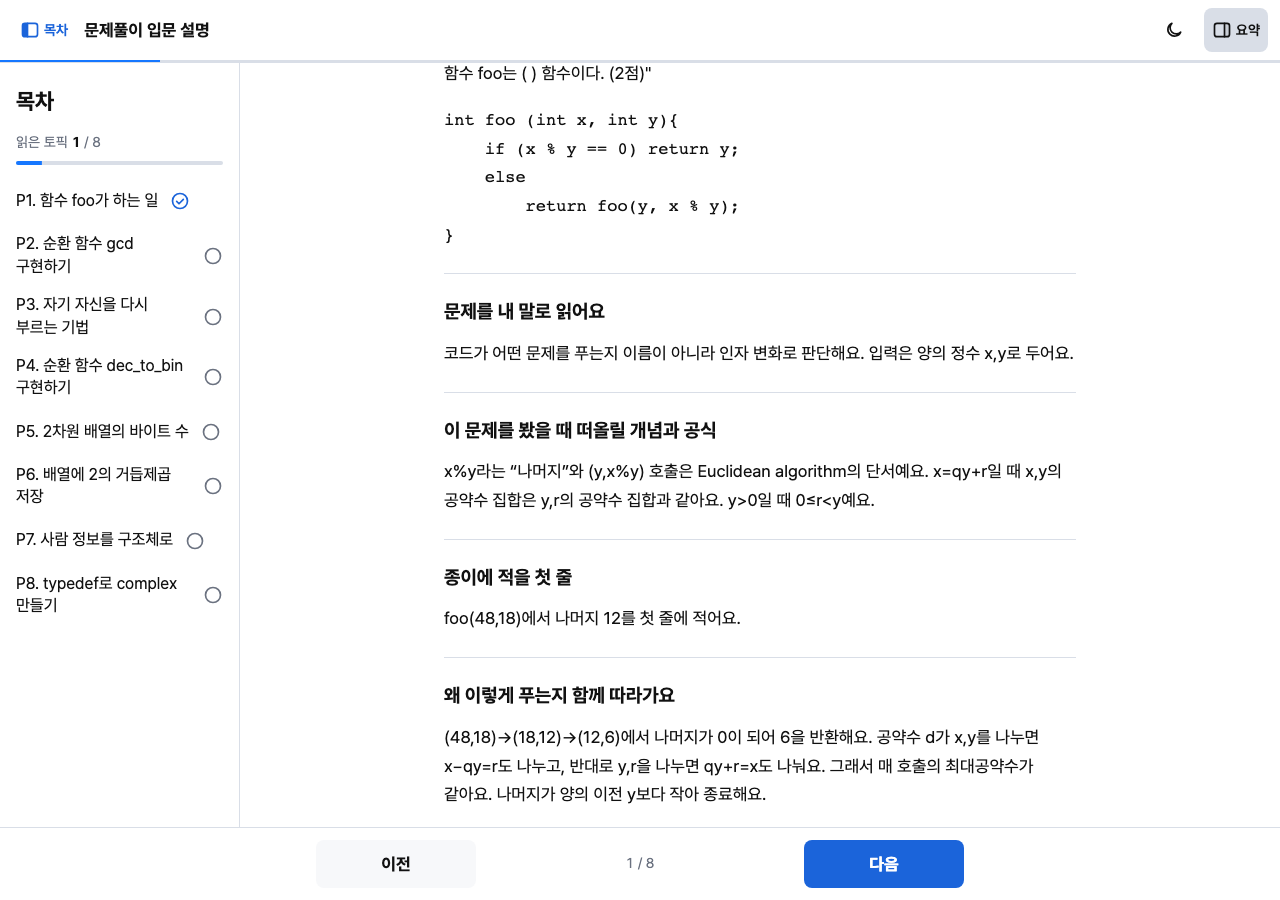 목차 문제풀이 입문 설명 요약
목차
읽은 토픽 1 / 8
P1. 함수 foo가 하는 일
P2. 순환 함수 gcd
구현하기
P3. 자기 자신을 다시
부르는 기법
P4. 순환 함수 dec_to_bin
구현하기
P5. 2차원 배열의 바이트 수
P6. 배열에 2의 거듭제곱
저장
P7. 사람 정보를 구조체로
P8. typedef로 complex
만들기
함수 foo는 ( ) 함수이다. (2점)"
int foo (int x, int y){
    if (x % y == 0) return y;
    else
        return foo(y, x % y);
}
문제를 내 말로 읽어요
코드가 어떤 문제를 푸는지 이름이 아니라 인자 변화로 판단해요. 입력은 양의 정수 x,y로 두어요.
이 문제를 봤을 때 떠올릴 개념과 공식
x%y라는 “나머지”와 (y,x%y) 호출은 Euclidean algorithm의 단서예요. x=qy+r일 때 x,y의
공약수 집합은 y,r의 공약수 집합과 같아요. y>0일 때 0≤r<y예요.
종이에 적을 첫 줄
foo(48,18)에서 나머지 12를 첫 줄에 적어요.
왜 이렇게 푸는지 함께 따라가요
(48,18)→(18,12)→(12,6)에서 나머지가 0이 되어 6을 반환해요. 공약수 d가 x,y를 나누면
x−qy=r도 나누고, 반대로 y,r을 나누면 qy+r=x도 나눠요. 그래서 매 호출의 최대공약수가
같아요. 나머지가 양의 이전 y보다 작아 종료해요.
이전 1 / 8 다음